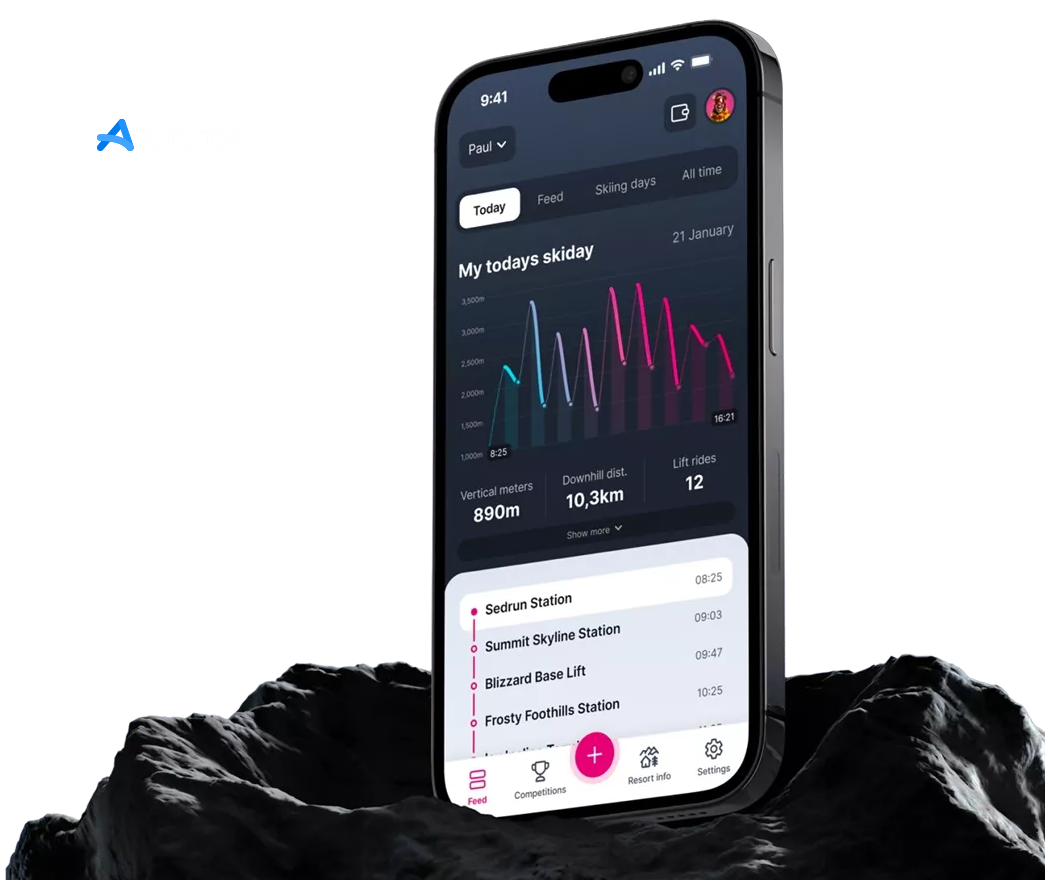 9:41
Paul
Today Feed Skiing days All time
My todays skiday 21 January
3,500m
3,000m
2,500m
2,000m
1,500m
1,000m
8:25
16:21
Vertical meters Downhill dist. Lift rides
890m 10,3km 12
Show more
Sedrun Station 08:25
Summit Skyline Station 09:03
Blizzard Base Lift 09:47
Frosty Foothills Station 10:25
Feed Competitions Resort info Settings